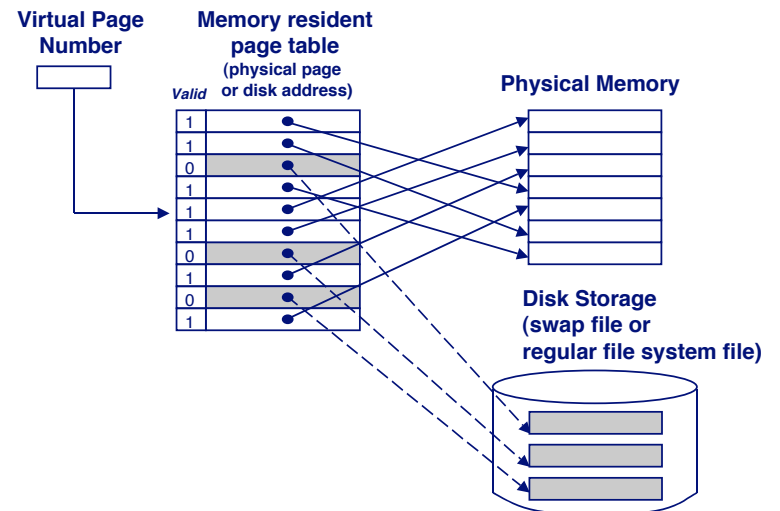 Virtual Page
Number
Memory resident
page table
(physical page
or disk address)
Valid
1
1
0
1
1
1
0
1
0
1
Physical Memory
Disk Storage
(swap file or
regular file system file)